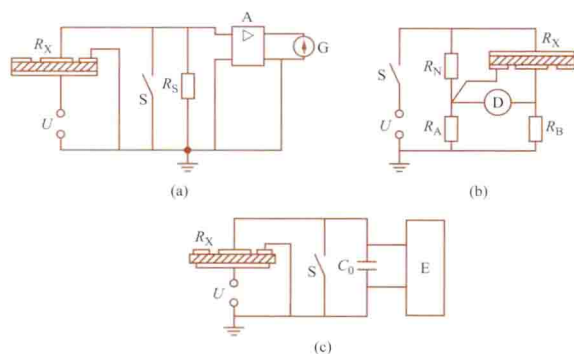 A
R_X
G
S
R_S
U
(a)
R_X
R_N
S
D
U
R_A
R_B
(b)
R_X
S
C_0
E
U
(c)